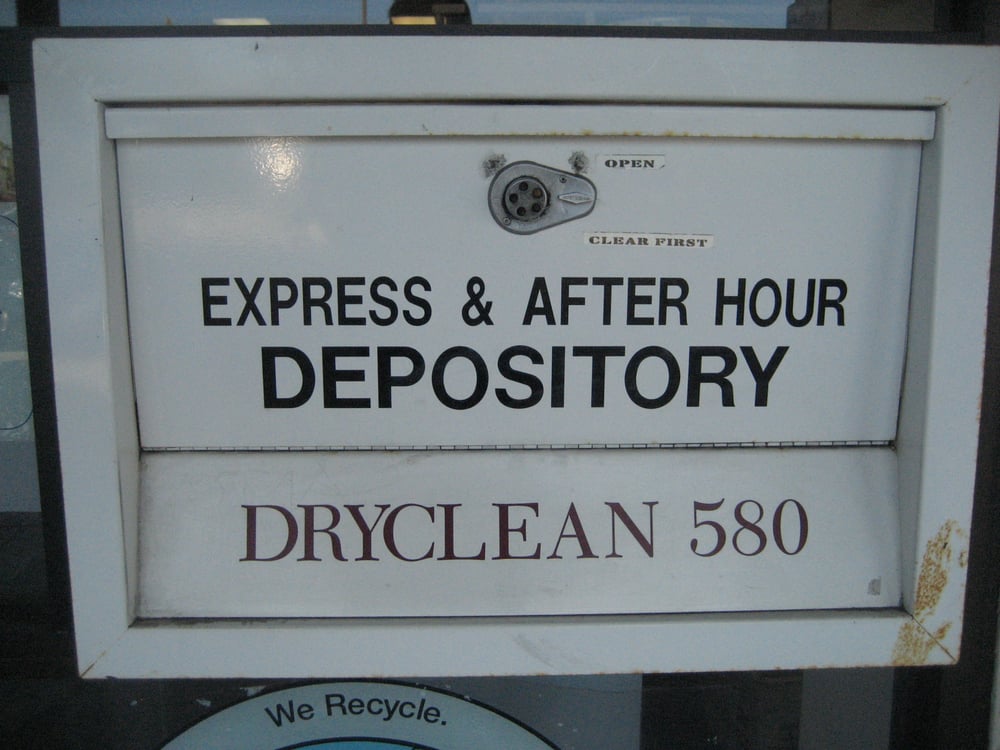 OPEN
CLEAR FIRST
EXPRESS & AFTER HOUR
DEPOSITORY
DRYCLEAN 580
We Recycle.